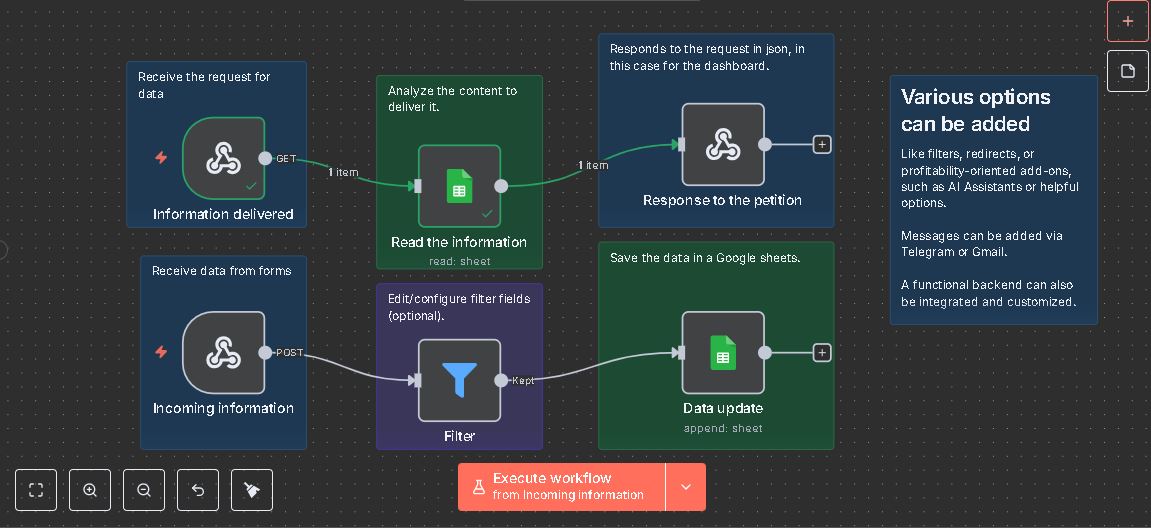 Receive the request for
data
GET
Information delivered
1 item
Analyze the content to
deliver it.
Read the information
read: sheet
1 item
Responds to the request in json, in
this case for the dashboard.
Response to the petition
Various options
can be added
Like filters, redirects, or
profitability-oriented add-ons,
such as AI Assistants or helpful
options.
Messages can be added via
Telegram or Gmail.
A functional backend can also
be integrated and customized.
Receive data from forms
POST
Incoming information
Edit/configure filter fields
(optional).
Kept
Filter
Save the data in a Google sheets.
Data update
append: sheet
Execute workflow
from Incoming information